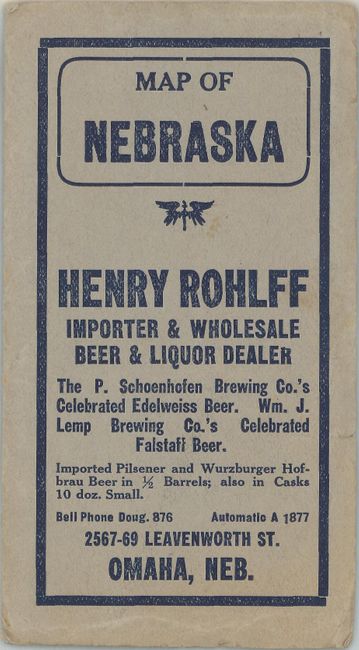 MAP OF
NEBRASKA
HENRY ROHLFF
IMPORTER & WHOLESALE
BEER & LIQUOR DEALER
The P. Schoenhofen Brewing Co.'s
Celebrated Edelweiss Beer. Wm. J.
Lemp Brewing Co.'s Celebrated
Falstaff Beer.
Imported Pilsener and Wurzburger Hof-
brau Beer in ½ Barrels; also in Casks
10 doz. Small.
Bell Phone Doug. 876 Automatic A 1877
2567-69 LEAVENWORTH ST.
OMAHA, NEB.